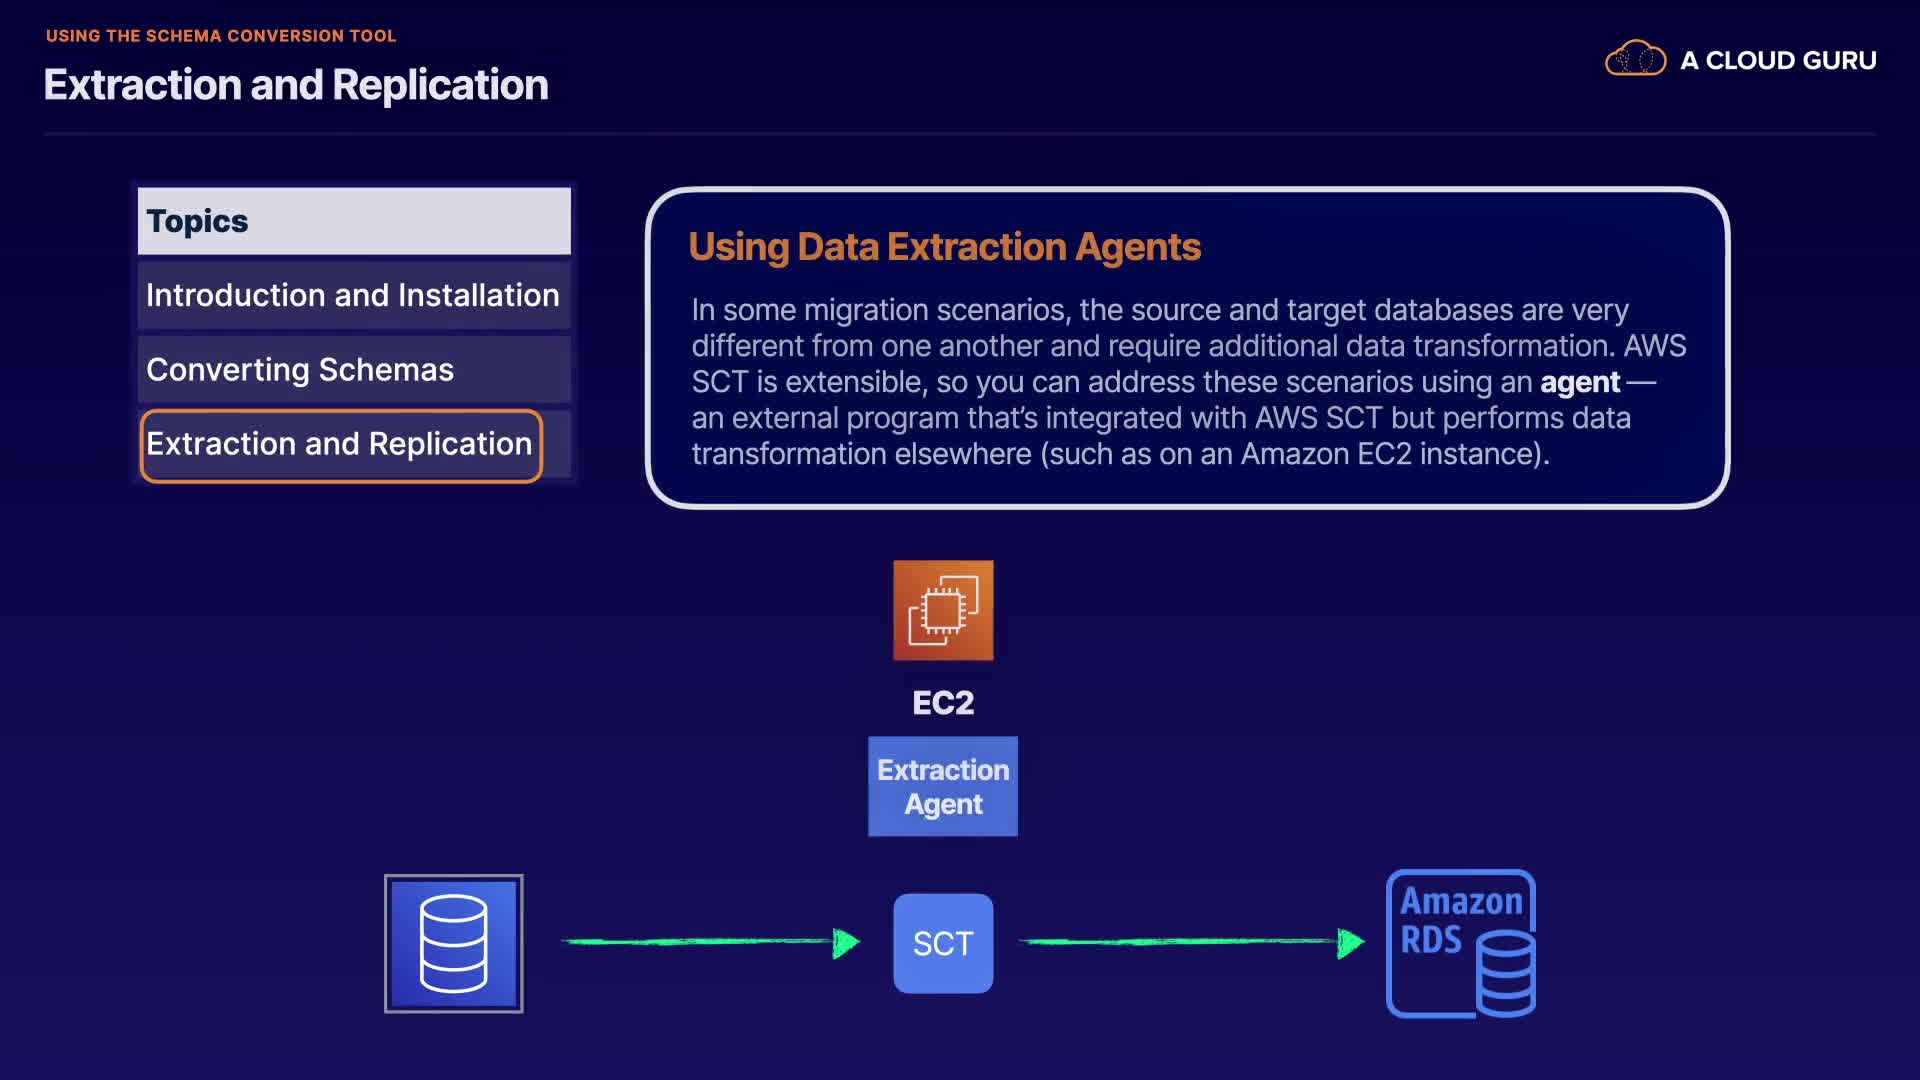 USING THE SCHEMA CONVERSION TOOL
Extraction and Replication
A CLOUD GURU
Topics
Introduction and Installation
Converting Schemas
Extraction and Replication
Using Data Extraction Agents
In some migration scenarios, the source and target databases are very
different from one another and require additional data transformation. AWS
SCT is extensible, so you can address these scenarios using an agent —
an external program that’s integrated with AWS SCT but performs data
transformation elsewhere (such as on an Amazon EC2 instance).
EC2
Extraction
Agent
SCT
Amazon
RDS